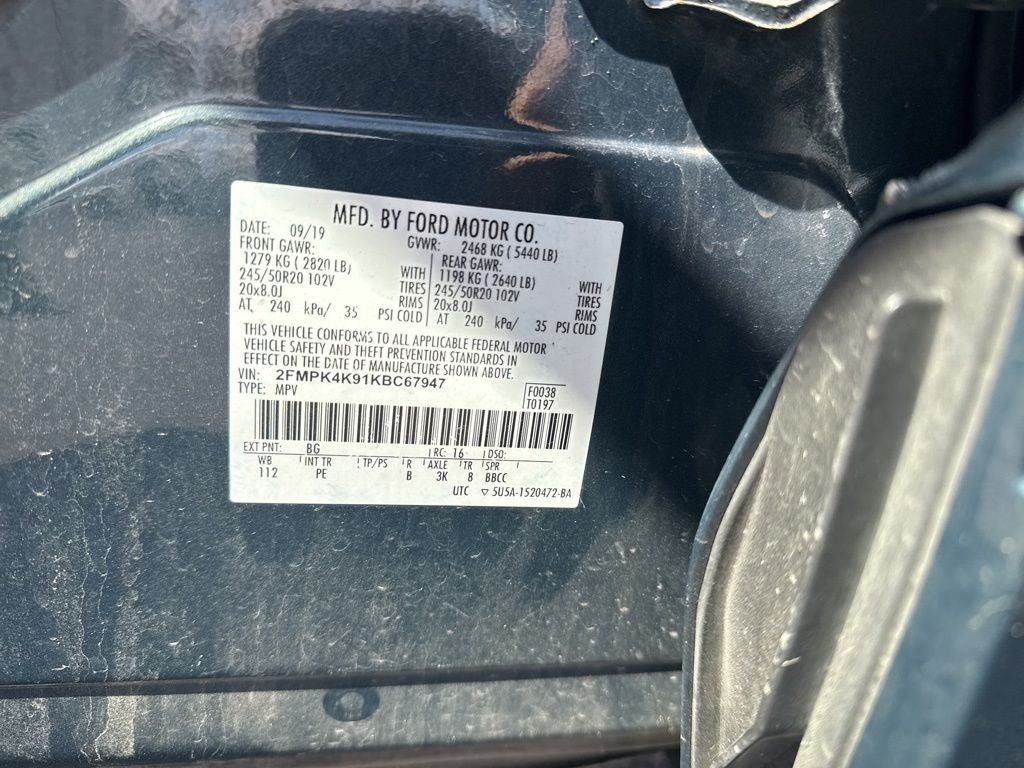 MFD. BY FORD MOTOR CO.
DATE: 09/19 GVWR: 2468 KG ( 5440 LB)
FRONT GAWR: REAR GAWR:
1279 KG ( 2820 LB) WITH 1198 KG ( 2640 LB) WITH
245/50R20 102V TIRES 245/50R20 102V TIRES
20x8.0J RIMS 20x8.0J RIMS
AT 240 kPa/ 35 PSI COLD AT 240 kPa/ 35 PSI COLD
THIS VEHICLE CONFORMS TO ALL APPLICABLE FEDERAL MOTOR
VEHICLE SAFETY AND THEFT PREVENTION STANDARDS IN
EFFECT ON THE DATE OF MANUFACTURE SHOWN ABOVE.
VIN: 2FMPK4K91KBC67947 F0038
TYPE: MPV T0197
EXT PNT: BG RC: 16 DSO:
WB INT TR TP/PS R AXLE TR SPR
112 PE B 3K 8 BBCC
UTC ▽ 5U5A-1520472-BA